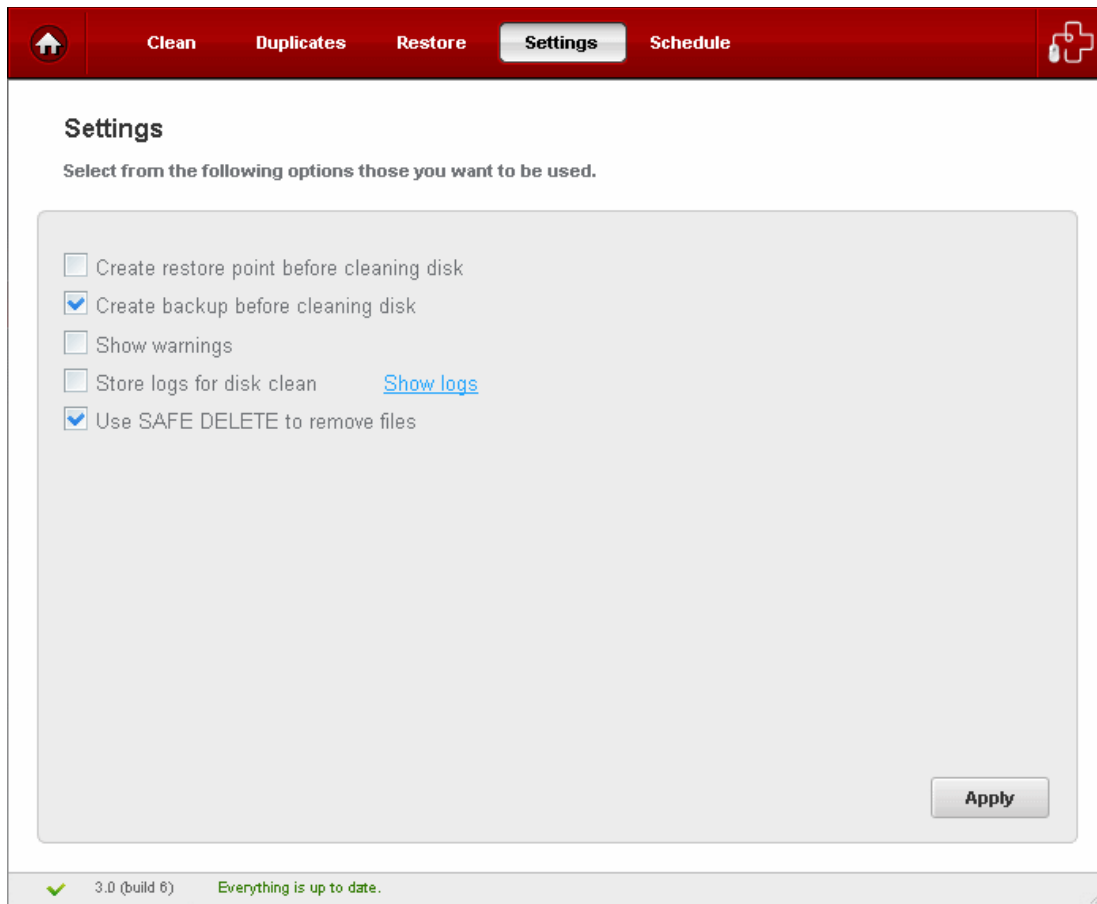 Clean Duplicates Restore Settings Schedule
Settings
Select from the following options those you want to be used.
Create restore point before cleaning disk
Create backup before cleaning disk
Show warnings
Store logs for disk clean Show logs
Use SAFE DELETE to remove files
Apply
3.0 (build 6) Everything is up to date.